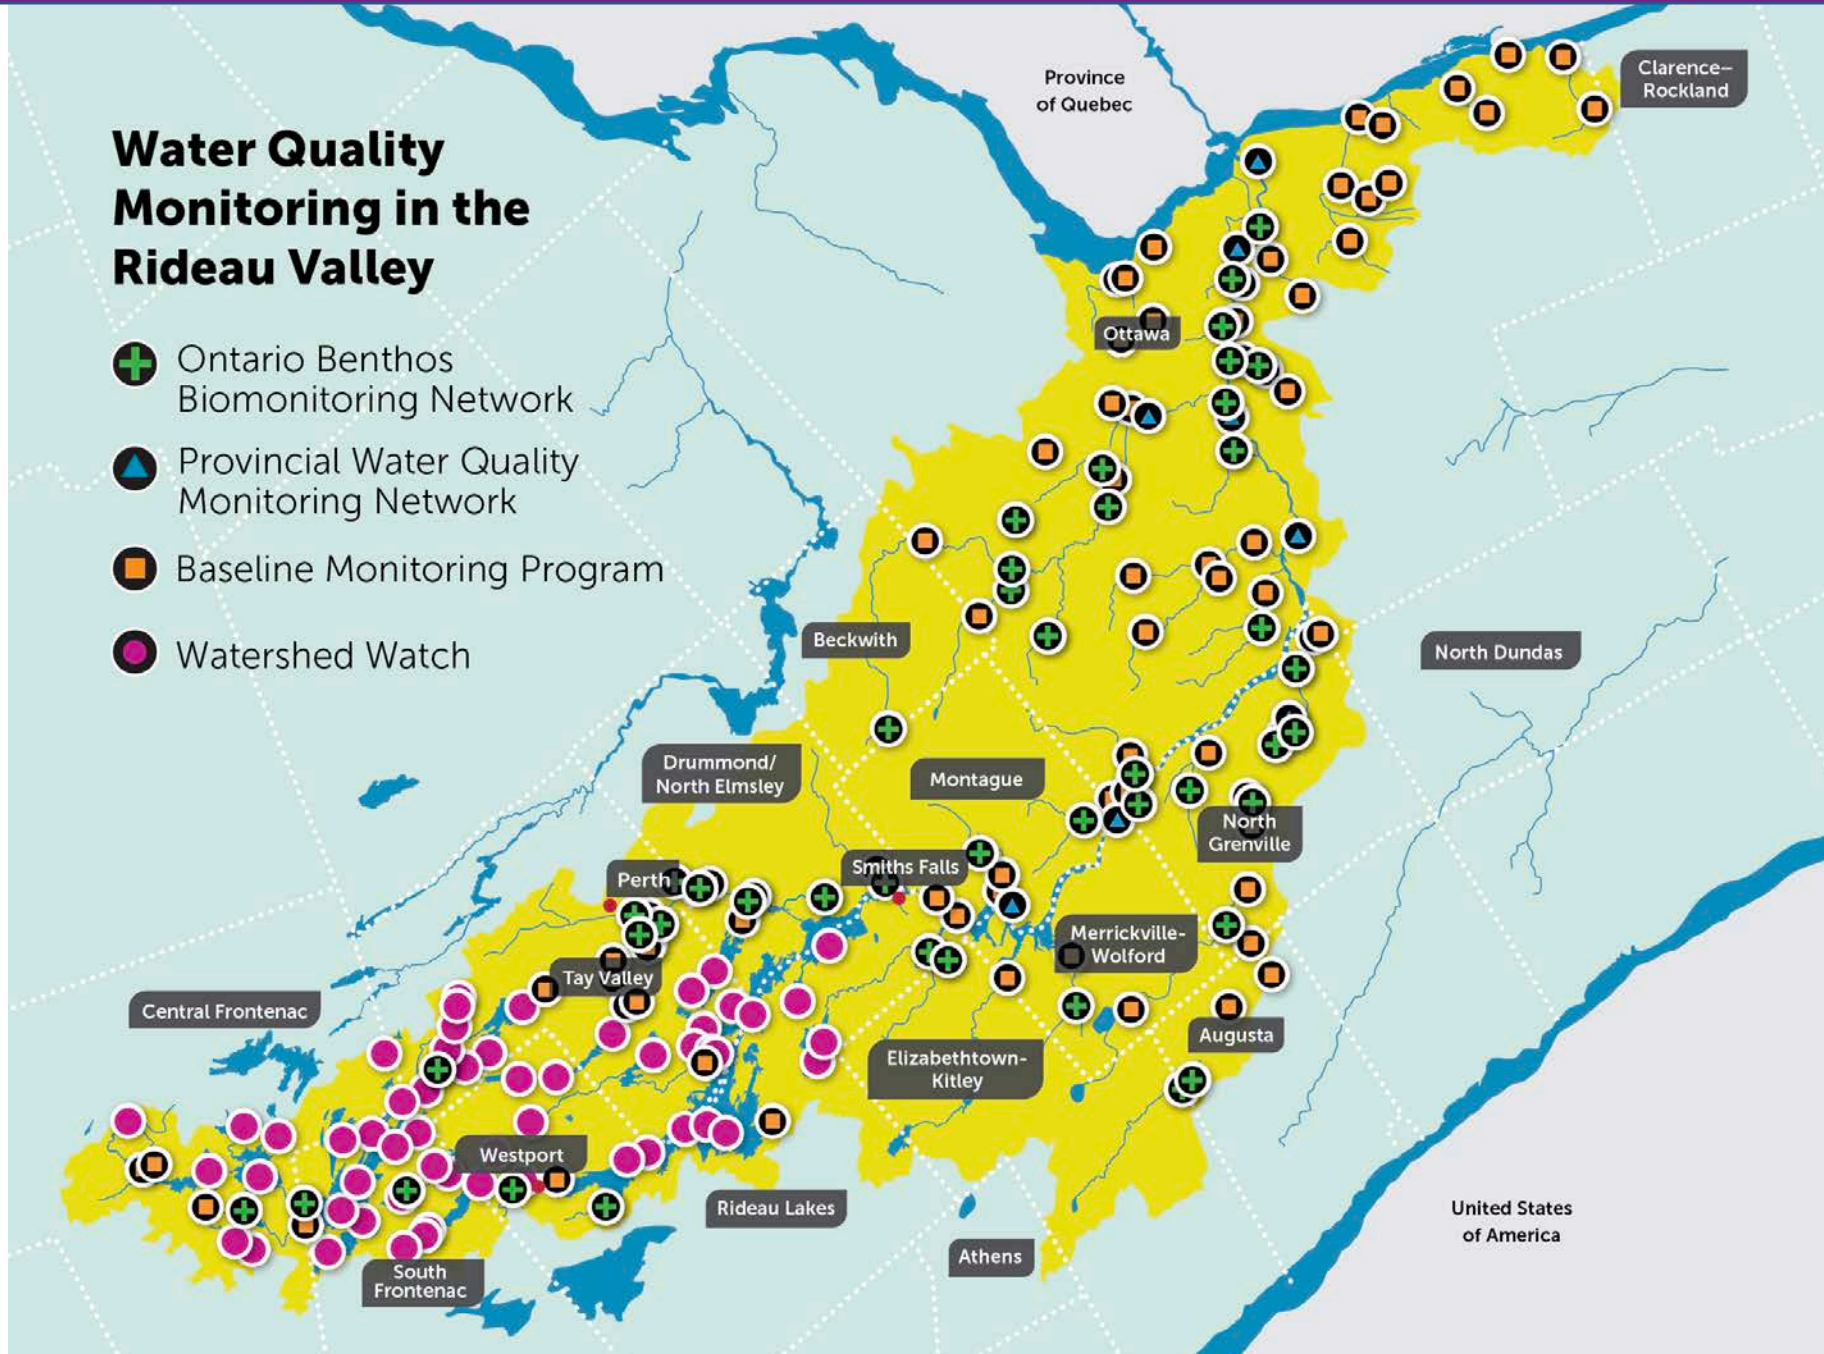 Water Quality
Monitoring in the
Rideau Valley
Ontario Benthos
Biomonitoring Network
Provincial Water Quality
Monitoring Network
Baseline Monitoring Program
Watershed Watch
Province
of Quebec
Clarence–
Rockland
Ottawa
Beckwith
North Dundas
Drummond/
North Elmsley
Montague
North
Grenville
Perth
Smiths Falls
Merrickville-
Wolford
Tay Valley
Central Frontenac
Augusta
Elizabethtown-
Kitley
Westport
Rideau Lakes
United States
of America
Athens
South
Frontenac